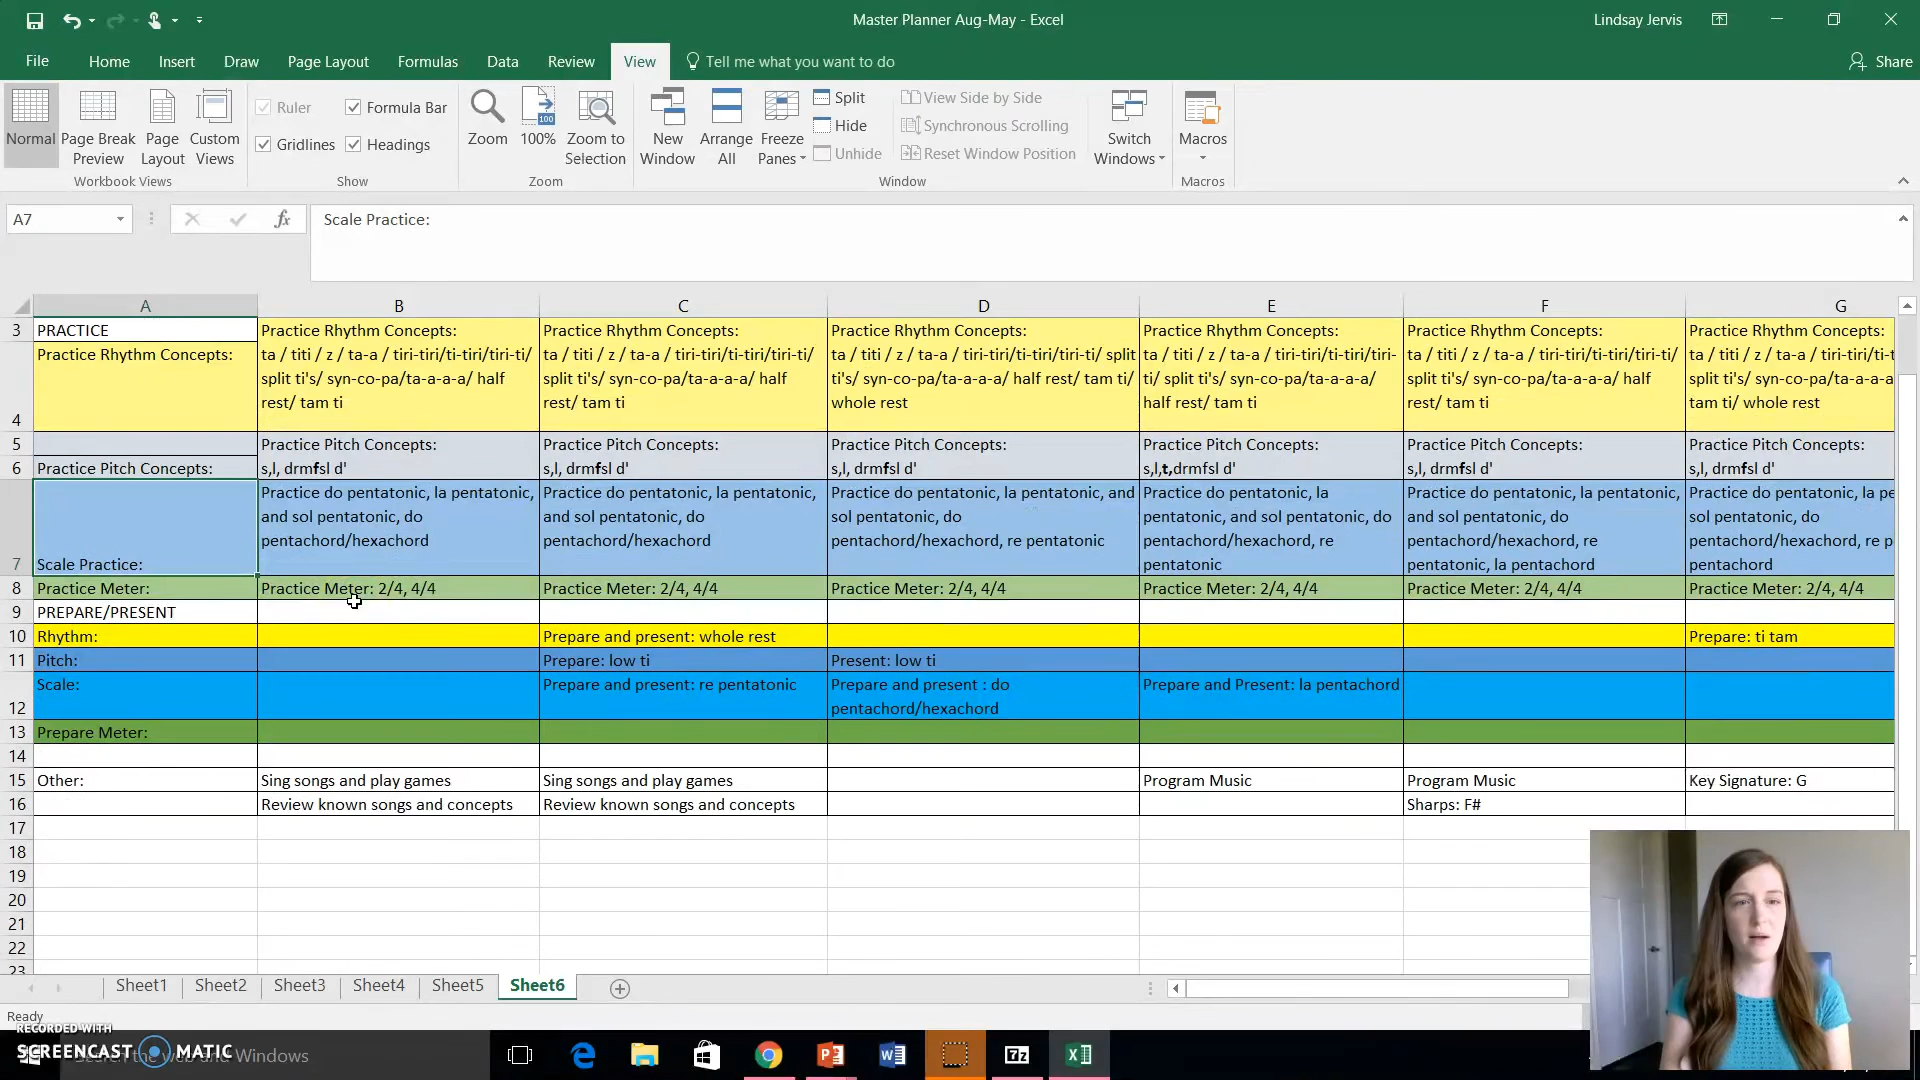 Master Planner Aug-May - Excel
Lindsay Jervis
File Home Insert Draw Page Layout Formulas Data Review View Tell me what you want to do
Share
Normal
Page Break Preview
Page Layout
Custom Views
Workbook Views
Ruler
Formula Bar
Gridlines
Headings
Show
Zoom
100
100%
Zoom to Selection
Zoom
New Window
Arrange All
Freeze Panes
Split
Hide
Unhide
View Side by Side
Synchronous Scrolling
Reset Window Position
Switch Windows
Window
Macros
Macros
A7
fx
Scale Practice:
A B C D E F G
3 PRACTICE
Practice Rhythm Concepts:
Practice Rhythm Concepts:
Practice Rhythm Concepts:
Practice Rhythm Concepts:
Practice Rhythm Concepts:
Practice Rhythm Concepts:
4
Practice Rhythm Concepts:
ta / titi / z / ta-a / tiri-tiri/ti-tiri/tiri-ti/
split ti's/ syn-co-pa/ta-a-a-a/ half
rest/ tam ti
ta / titi / z / ta-a / tiri-tiri/ti-tiri/tiri-ti/
split ti's/ syn-co-pa/ta-a-a-a/ half
rest/ tam ti
ta / titi / z / ta-a / tiri-tiri/ti-tiri/tiri-ti/ split
ti's/ syn-co-pa/ta-a-a-a/ half rest/ tam ti/
whole rest
ta / titi / z / ta-a / tiri-tiri/ti-tiri/tiri-
ti/ split ti's/ syn-co-pa/ta-a-a-a/
half rest/ tam ti
ta / titi / z / ta-a / tiri-tiri/ti-tiri/tiri-ti/
split ti's/ syn-co-pa/ta-a-a-a/ half
rest/ tam ti
ta / titi / z / ta-a / tiri-tiri/ti-t
split ti's/ syn-co-pa/ta-a-a-a
tam ti/ whole rest
5
Practice Pitch Concepts:
Practice Pitch Concepts:
Practice Pitch Concepts:
Practice Pitch Concepts:
Practice Pitch Concepts:
Practice Pitch Concepts:
6 Practice Pitch Concepts:
s,l, drmfsl d'
s,l, drmfsl d'
s,l, drmfsl d'
s,l,t,drmfsl d'
s,l, drmfsl d'
s,l, drmfsl d'
7 Scale Practice:
Practice do pentatonic, la pentatonic,
and sol pentatonic, do
pentachord/hexachord
Practice do pentatonic, la pentatonic,
and sol pentatonic, do
pentachord/hexachord
Practice do pentatonic, la pentatonic, and
sol pentatonic, do
pentachord/hexachord, re pentatonic
Practice do pentatonic, la
pentatonic, and sol pentatonic, do
pentachord/hexachord, re
pentatonic
Practice do pentatonic, la pentatonic,
and sol pentatonic, do
pentachord/hexachord, re
pentatonic, la pentachord
Practice do pentatonic, la pe
sol pentatonic, do
pentachord/hexachord, re p
pentachord
8 Practice Meter:
Practice Meter: 2/4, 4/4
Practice Meter: 2/4, 4/4
Practice Meter: 2/4, 4/4
Practice Meter: 2/4, 4/4
Practice Meter: 2/4, 4/4
Practice Meter: 2/4, 4/4
9 PREPARE/PRESENT
10 Rhythm:
Prepare and present: whole rest
Prepare: ti tam
11 Pitch:
Prepare: low ti
Present: low ti
12 Scale:
Prepare and present: re pentatonic
Prepare and present : do
pentachord/hexachord
Prepare and Present: la pentachord
13 Prepare Meter:
14
15 Other:
Sing songs and play games
Sing songs and play games
Program Music
Program Music
Key Signature: G
16
Review known songs and concepts
Review known songs and concepts
Sharps: F#
17
18
19
20
21
22
23
Sheet1 Sheet2 Sheet3 Sheet4 Sheet5 Sheet6
Ready
RECORDED WITH
SCREENCAST MATIC
Search the web and Windows
7z